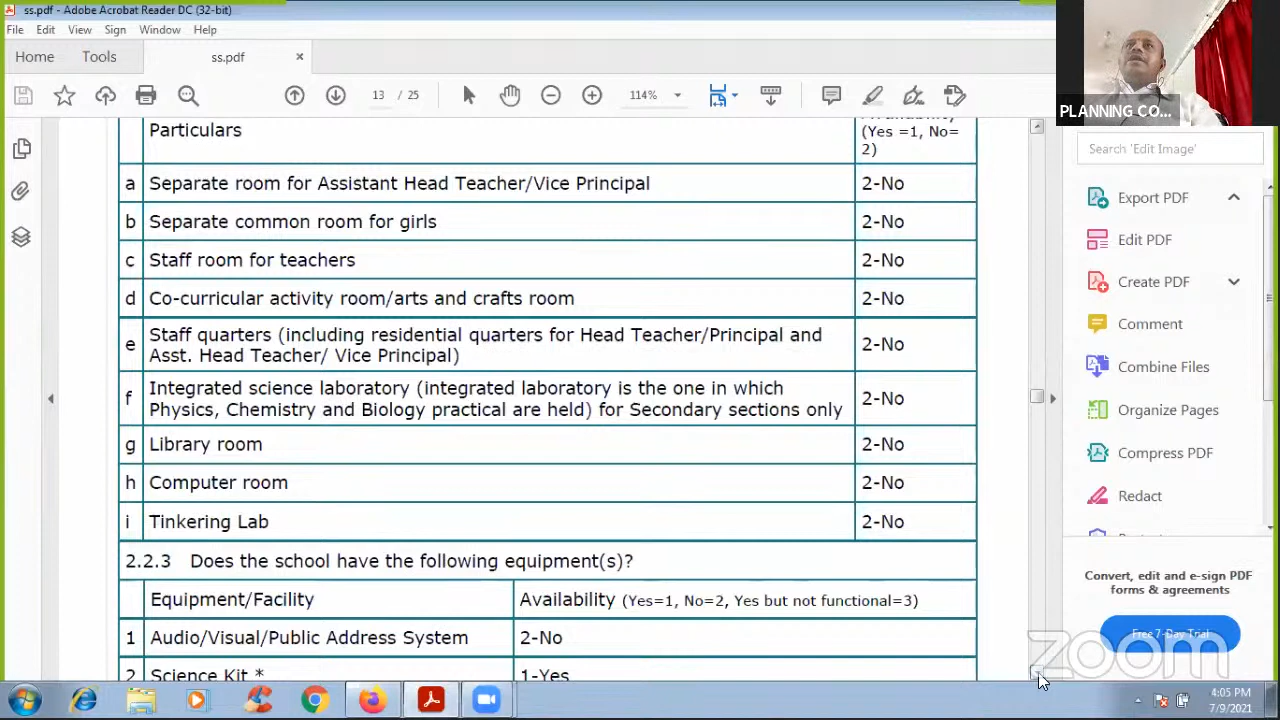 ss.pdf - Adobe Acrobat Reader DC (32-bit)
File Edit View Sign Window Help
Home Tools ss.pdf ×
13 / 25 114%
PLANNING CO...
Particulars
(Yes =1, No=
2)
a Separate room for Assistant Head Teacher/Vice Principal 2-No
b Separate common room for girls 2-No
c Staff room for teachers 2-No
d Co-curricular activity room/arts and crafts room 2-No
e Staff quarters (including residential quarters for Head Teacher/Principal and
Asst. Head Teacher/ Vice Principal) 2-No
f Integrated science laboratory (integrated laboratory is the one in which
Physics, Chemistry and Biology practical are held) for Secondary sections only 2-No
g Library room 2-No
h Computer room 2-No
i Tinkering Lab 2-No
2.2.3 Does the school have the following equipment(s)?
Equipment/Facility Availability (Yes=1, No=2, Yes but not functional=3)
1 Audio/Visual/Public Address System 2-No
2 Science Kit * 1-Yes
Search 'Edit Image'
Export PDF
Edit PDF
Create PDF
Comment
Combine Files
Organize Pages
Compress PDF
Redact
Convert, edit and e-sign PDF
forms & agreements
Free 7-Day Trial
zoom
4:05 PM
7/9/2021